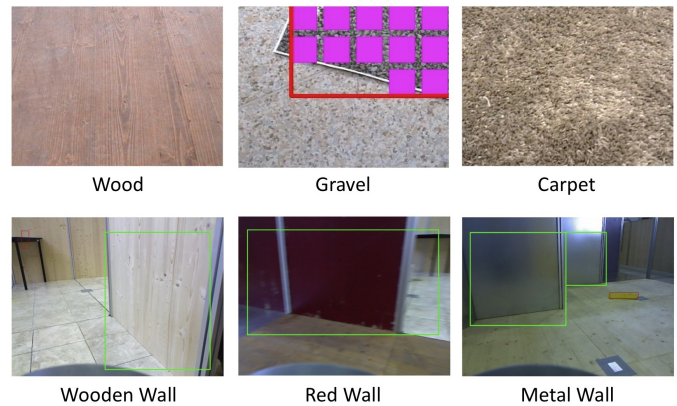 Wood
Gravel
Carpet
Wooden Wall
Red Wall
Metal Wall